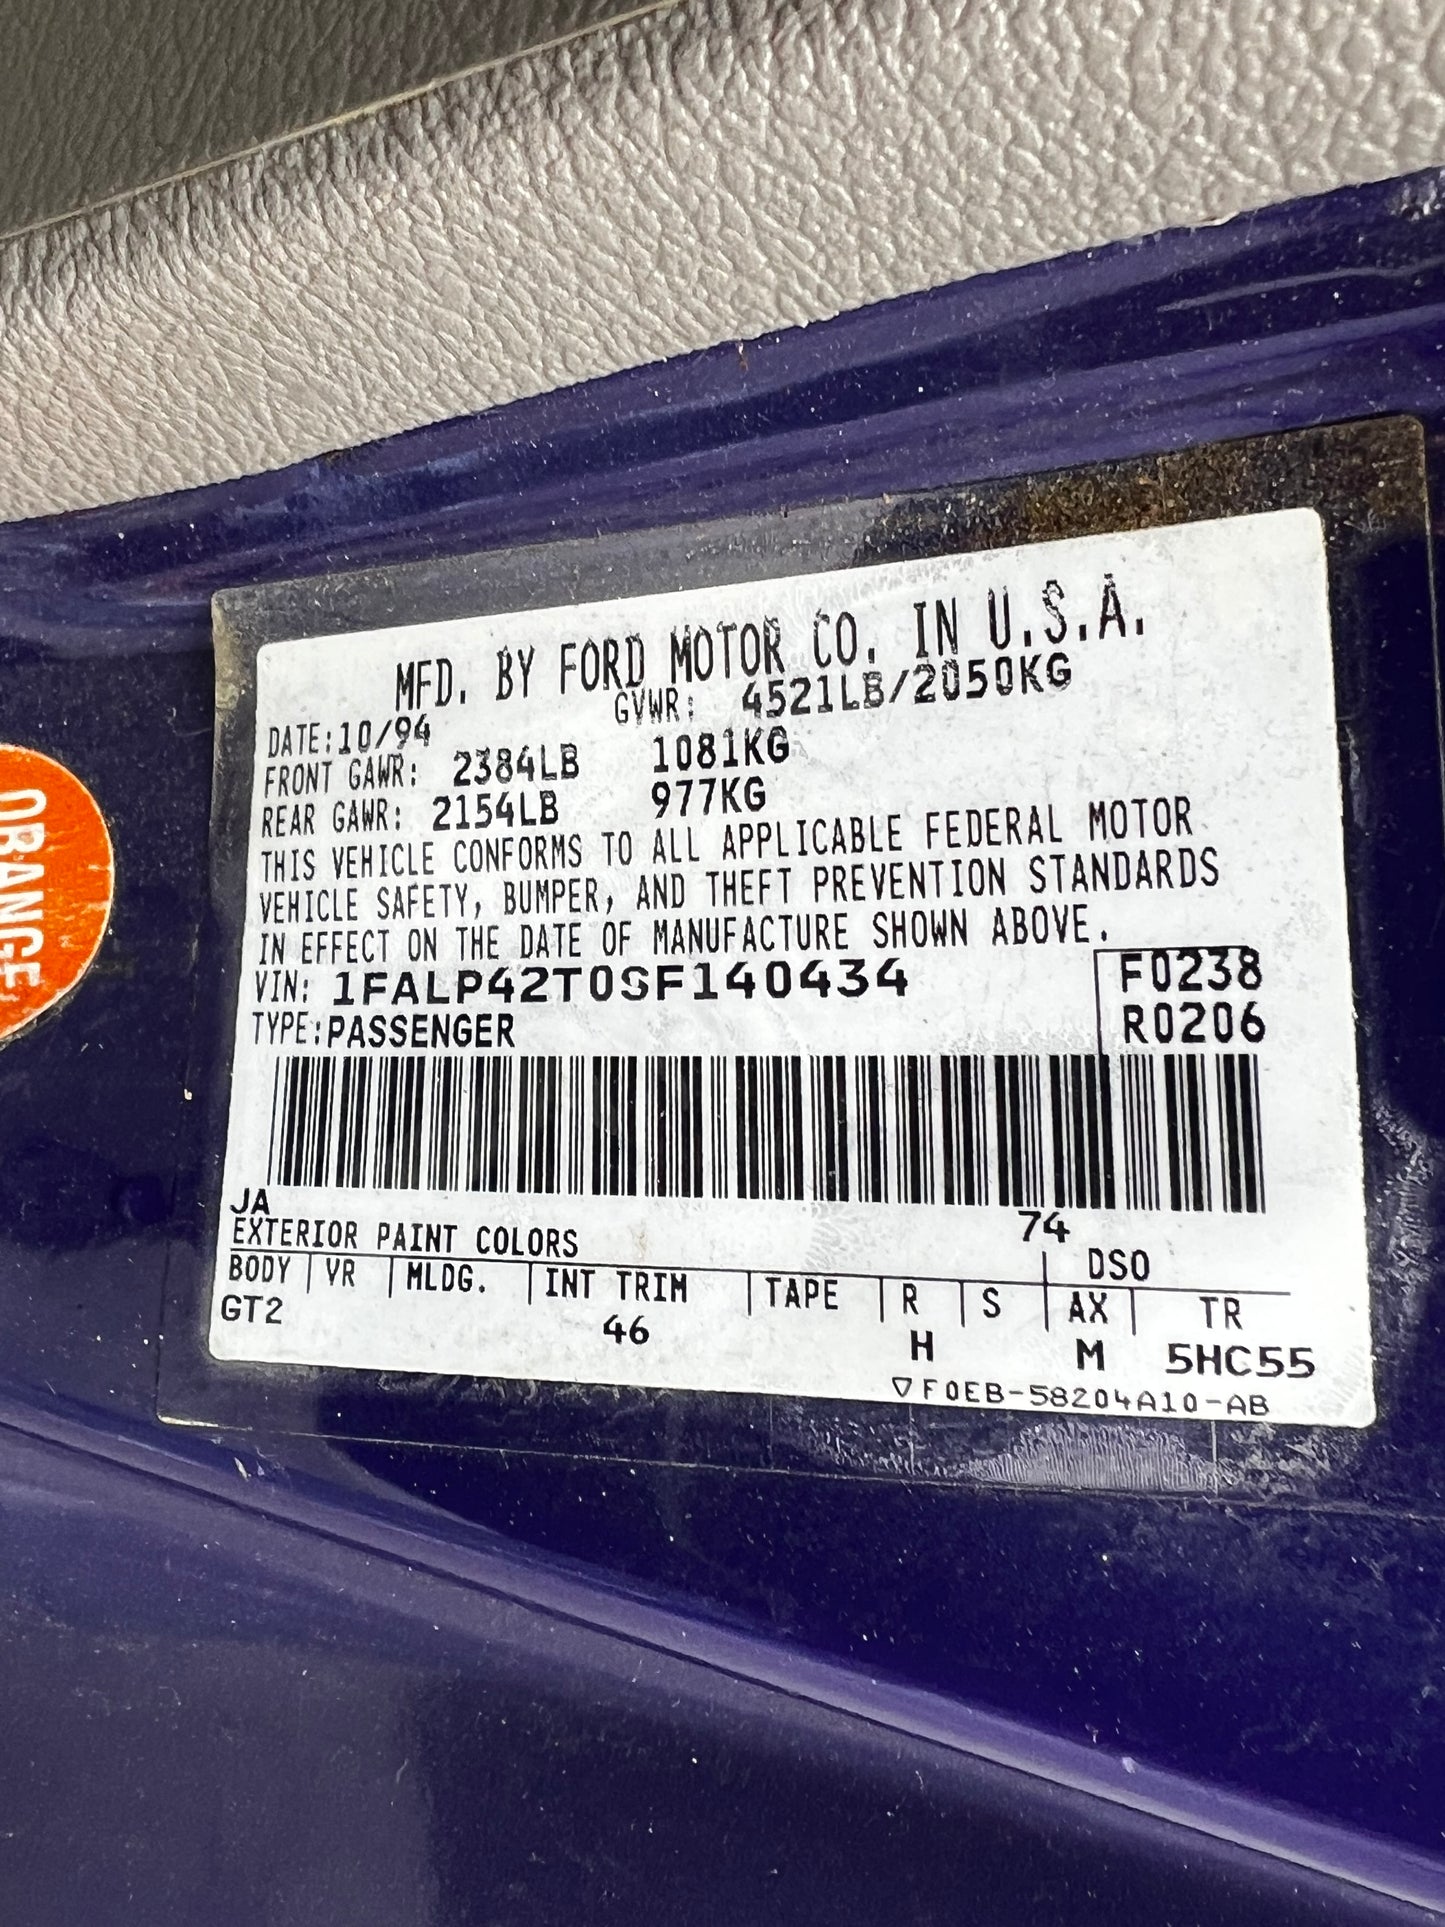 MFD. BY FORD MOTOR CO. IN U.S.A.
DATE:10/94 GVWR: 4521LB/2050KG
FRONT GAWR: 2384LB 1081KG
REAR GAWR: 2154LB 977KG
THIS VEHICLE CONFORMS TO ALL APPLICABLE FEDERAL MOTOR
VEHICLE SAFETY, BUMPER, AND THEFT PREVENTION STANDARDS
IN EFFECT ON THE DATE OF MANUFACTURE SHOWN ABOVE.
VIN: 1FALP42T0SF140434 F0238
TYPE:PASSENGER R0206
JA 74
EXTERIOR PAINT COLORS DSO
BODY VR MLDG. INT TRIM TAPE R S AX TR
GT2 46 H M 5HC55
▽F0EB-58204A10-AB
ORANGE